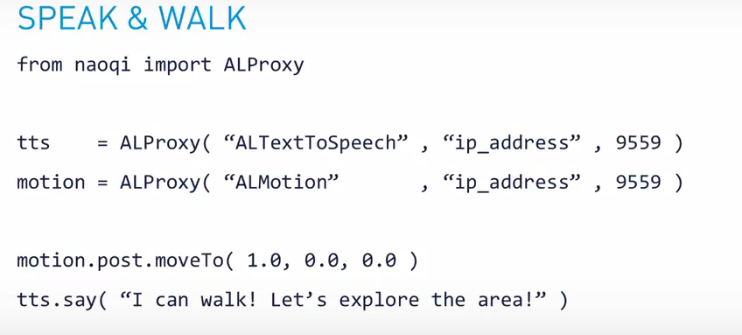 SPEAK & WALK
from naoqi import ALProxy
tts = ALProxy( “ALTextToSpeech” , “ip_address” , 9559 )
motion = ALProxy( “ALMotion” , “ip_address” , 9559 )
motion.post.moveTo( 1.0, 0.0, 0.0 )
tts.say( “I can walk! Let’s explore the area!” )